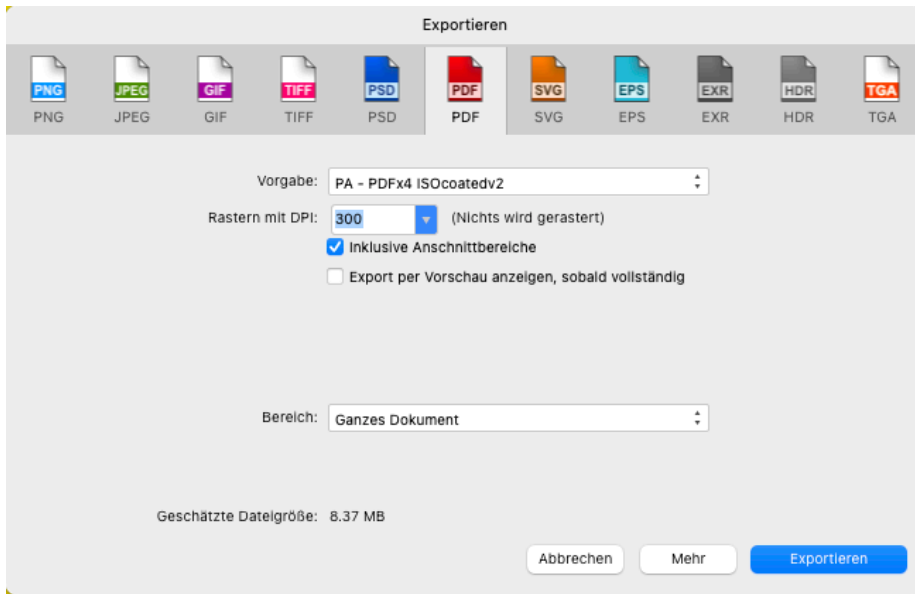 Exportieren
PNG JPEG GIF TIFF PSD PDF SVG EPS EXR HDR TGA
PNG JPEG GIF TIFF PSD PDF SVG EPS EXR HDR TGA
Vorgabe: PA - PDFx4 ISOcoatedv2
Rastern mit DPI: 300 (Nichts wird gerastert)
Inklusive Anschnittbereiche
Export per Vorschau anzeigen, sobald vollständig
Bereich: Ganzes Dokument
Geschätzte Dateigröße: 8.37 MB
Abbrechen Mehr Exportieren